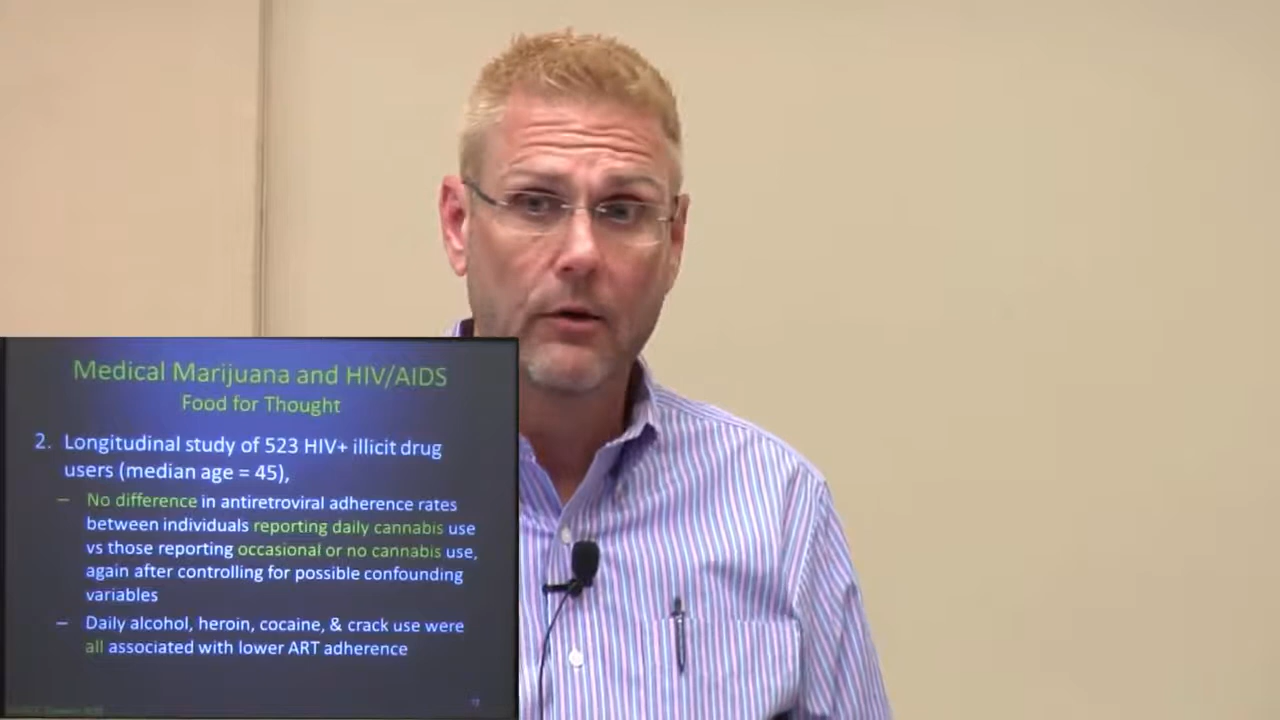 Medical Marijuana and HIV/AIDS
Food for Thought
2. Longitudinal study of 523 HIV+ illicit drug
users (median age = 45),
– No difference in antiretroviral adherence rates
between individuals reporting daily cannabis use
vs those reporting occasional or no cannabis use,
again after controlling for possible confounding
variables
– Daily alcohol, heroin, cocaine, & crack use were
all associated with lower ART adherence